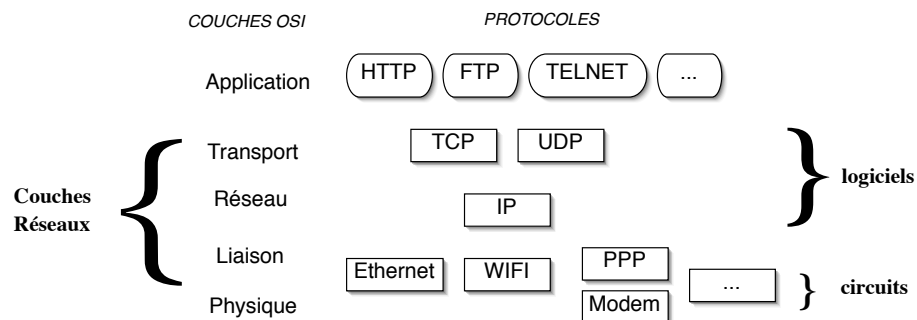 COUCHES OSI PROTOCOLES
Application HTTP FTP TELNET ...
Transport TCP UDP
Couches
Réseaux
logiciels
Réseau IP
Liaison Ethernet WIFI PPP
Physique Modem ... circuits